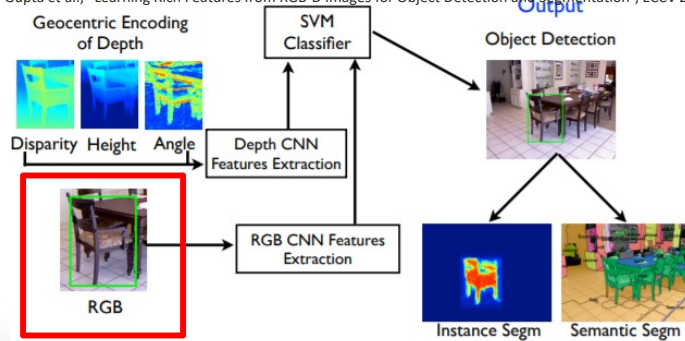 Gupta et al., "Learning Rich Features from RGB-D Images for Object Detection and Segmentation", ECCV
Output
Geocentric Encoding
of Depth
SVM
Classifier
Object Detection
Disparity Height Angle
Depth CNN
Features Extraction
RGB CNN Features
Extraction
RGB
Instance Segm Semantic Segm